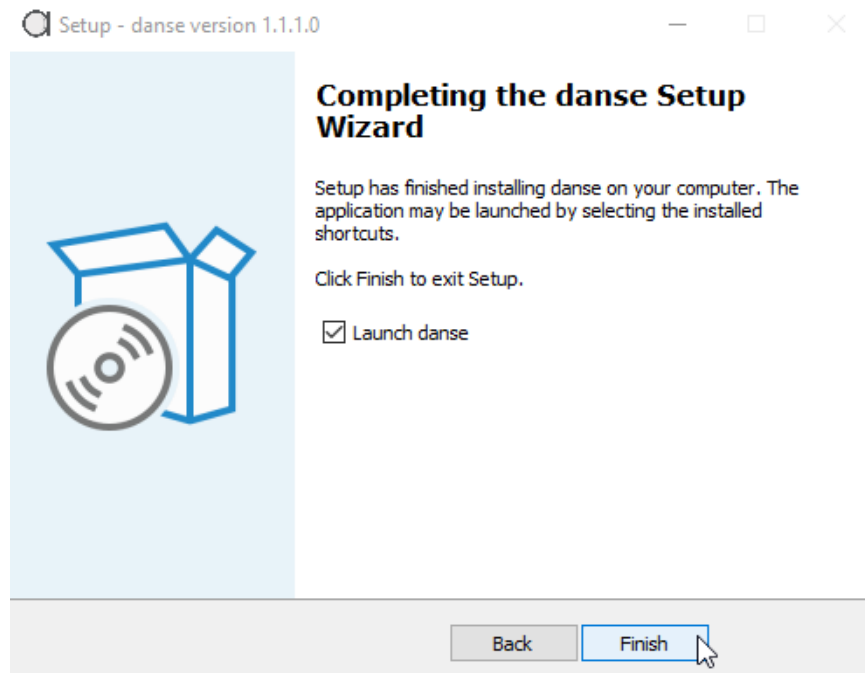 Setup - danse version 1.1.1.0
Completing the danse Setup
Wizard
Setup has finished installing danse on your computer. The
application may be launched by selecting the installed
shortcuts.
Click Finish to exit Setup.
Launch danse
Back
Finish